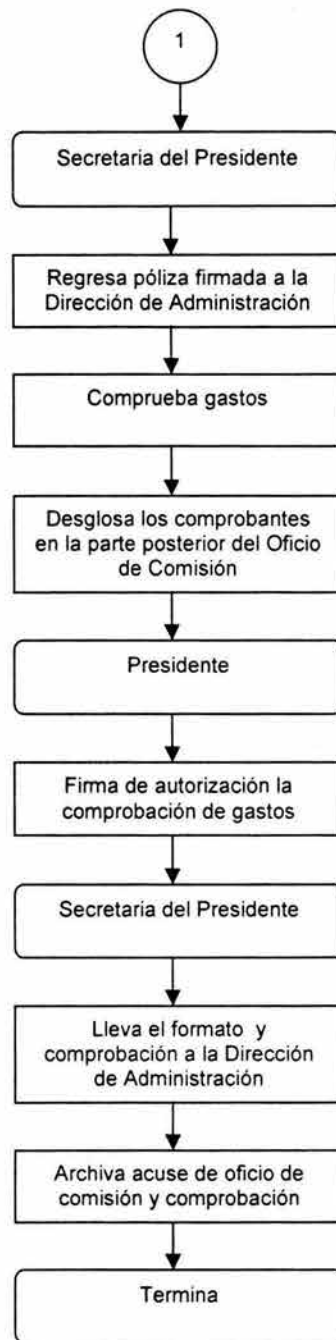 1
Secretaria del Presidente
Regresa póliza firmada a la
Dirección de Administración
Comprueba gastos
Desglosa los comprobantes
en la parte posterior del Oficio
de Comisión
Presidente
Firma de autorización la
comprobación de gastos
Secretaria del Presidente
Lleva el formato y
comprobación a la Dirección
de Administración
Archiva acuse de oficio de
comisión y comprobación
Termina